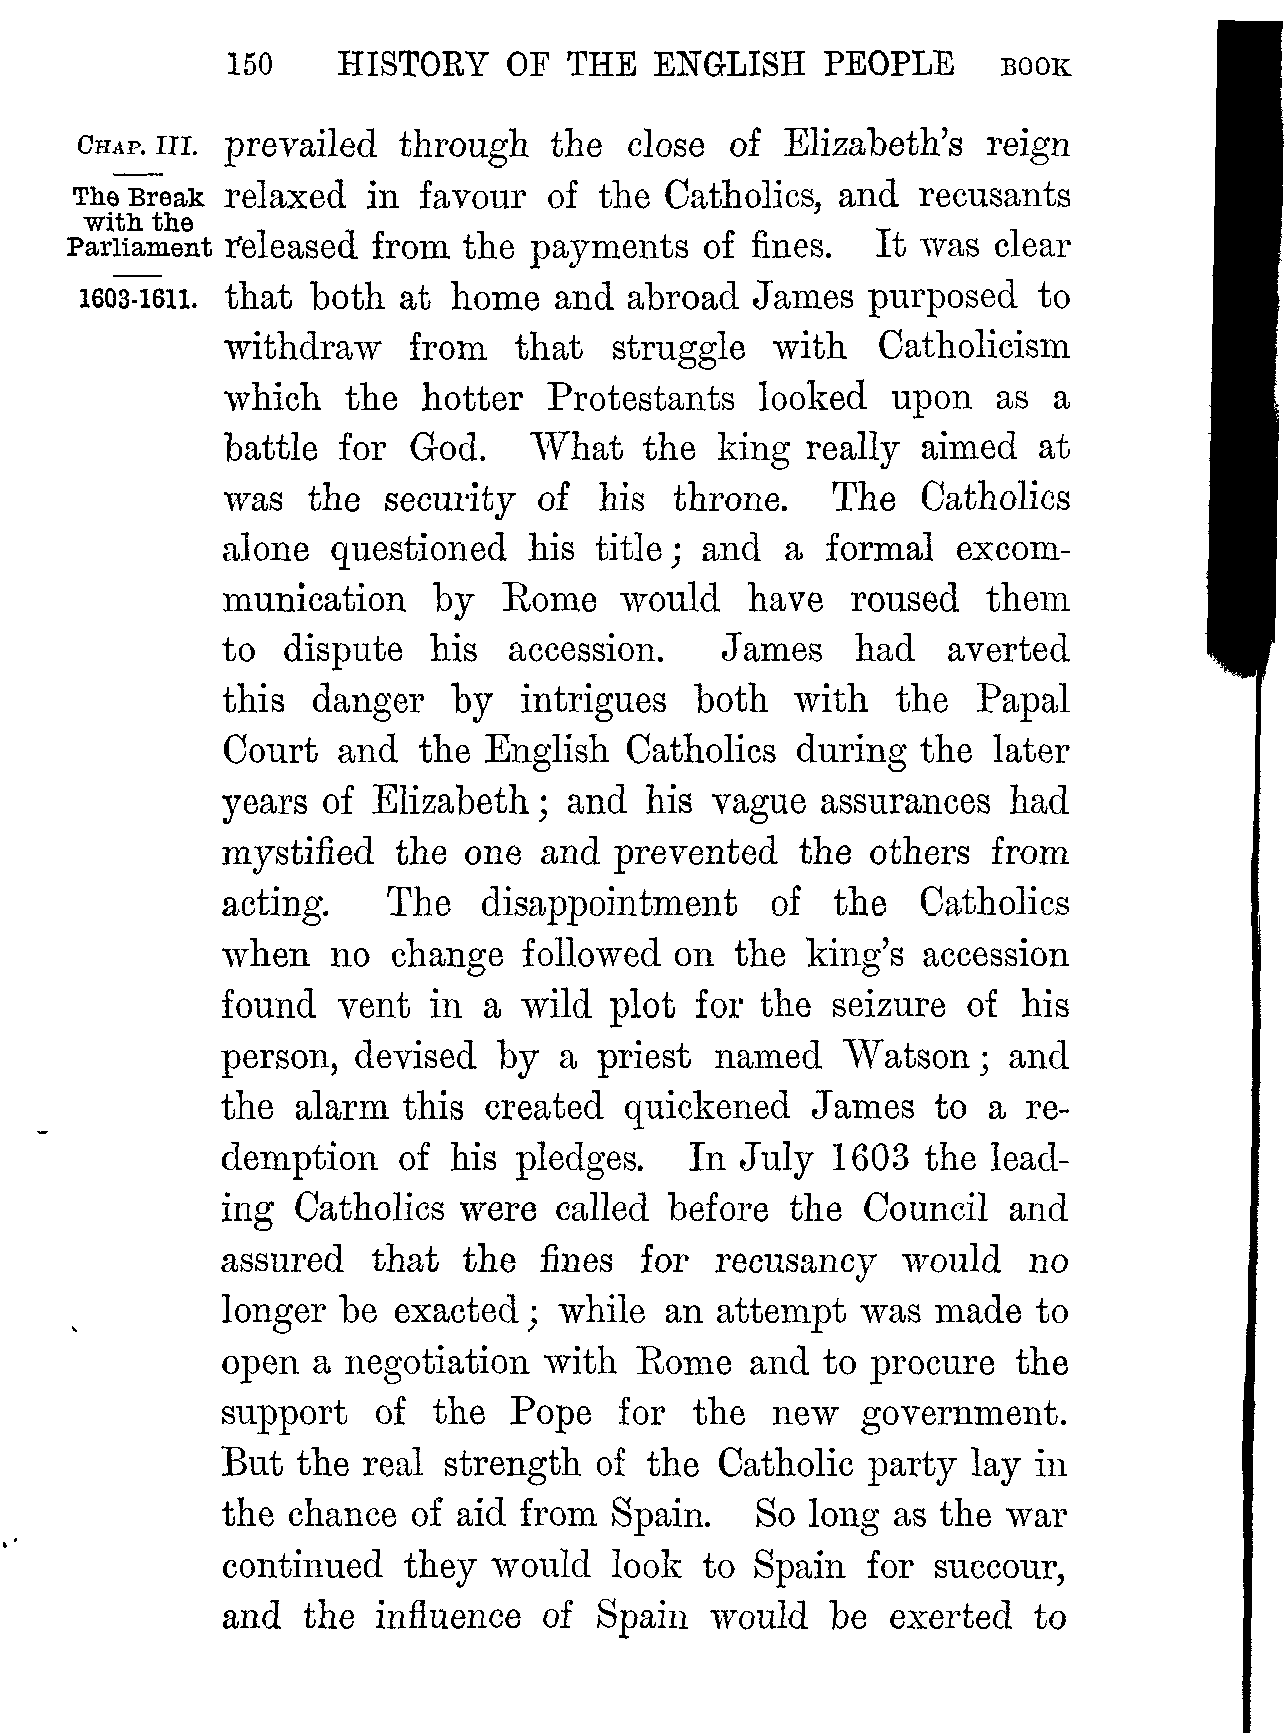 150 HISTORY OF THE ENGLISH PEOPLE BOOK
CHAP. III.
The Break
with the
Parliament
1603-1611.
prevailed through the close of Elizabeth's reign
relaxed in favour of the Catholics, and recusants
released from the payments of fines. It was clear
that both at home and abroad James purposed to
withdraw from that struggle with Catholicism
which the hotter Protestants looked upon as a
battle for God. What the king really aimed at
was the security of his throne. The Catholics
alone questioned his title; and a formal excom-
munication by Rome would have roused them
to dispute his accession. James had averted
this danger by intrigues both with the Papal
Court and the English Catholics during the later
years of Elizabeth; and his vague assurances had
mystified the one and prevented the others from
acting. The disappointment of the Catholics
when no change followed on the king's accession
found vent in a wild plot for the seizure of his
person, devised by a priest named Watson; and
the alarm this created quickened James to a re-
demption of his pledges. In July 1603 the lead-
ing Catholics were called before the Council and
assured that the fines for recusancy would no
longer be exacted; while an attempt was made to
open a negotiation with Rome and to procure the
support of the Pope for the new government.
But the real strength of the Catholic party lay in
the chance of aid from Spain. So long as the war
continued they would look to Spain for succour,
and the influence of Spain would be exerted to